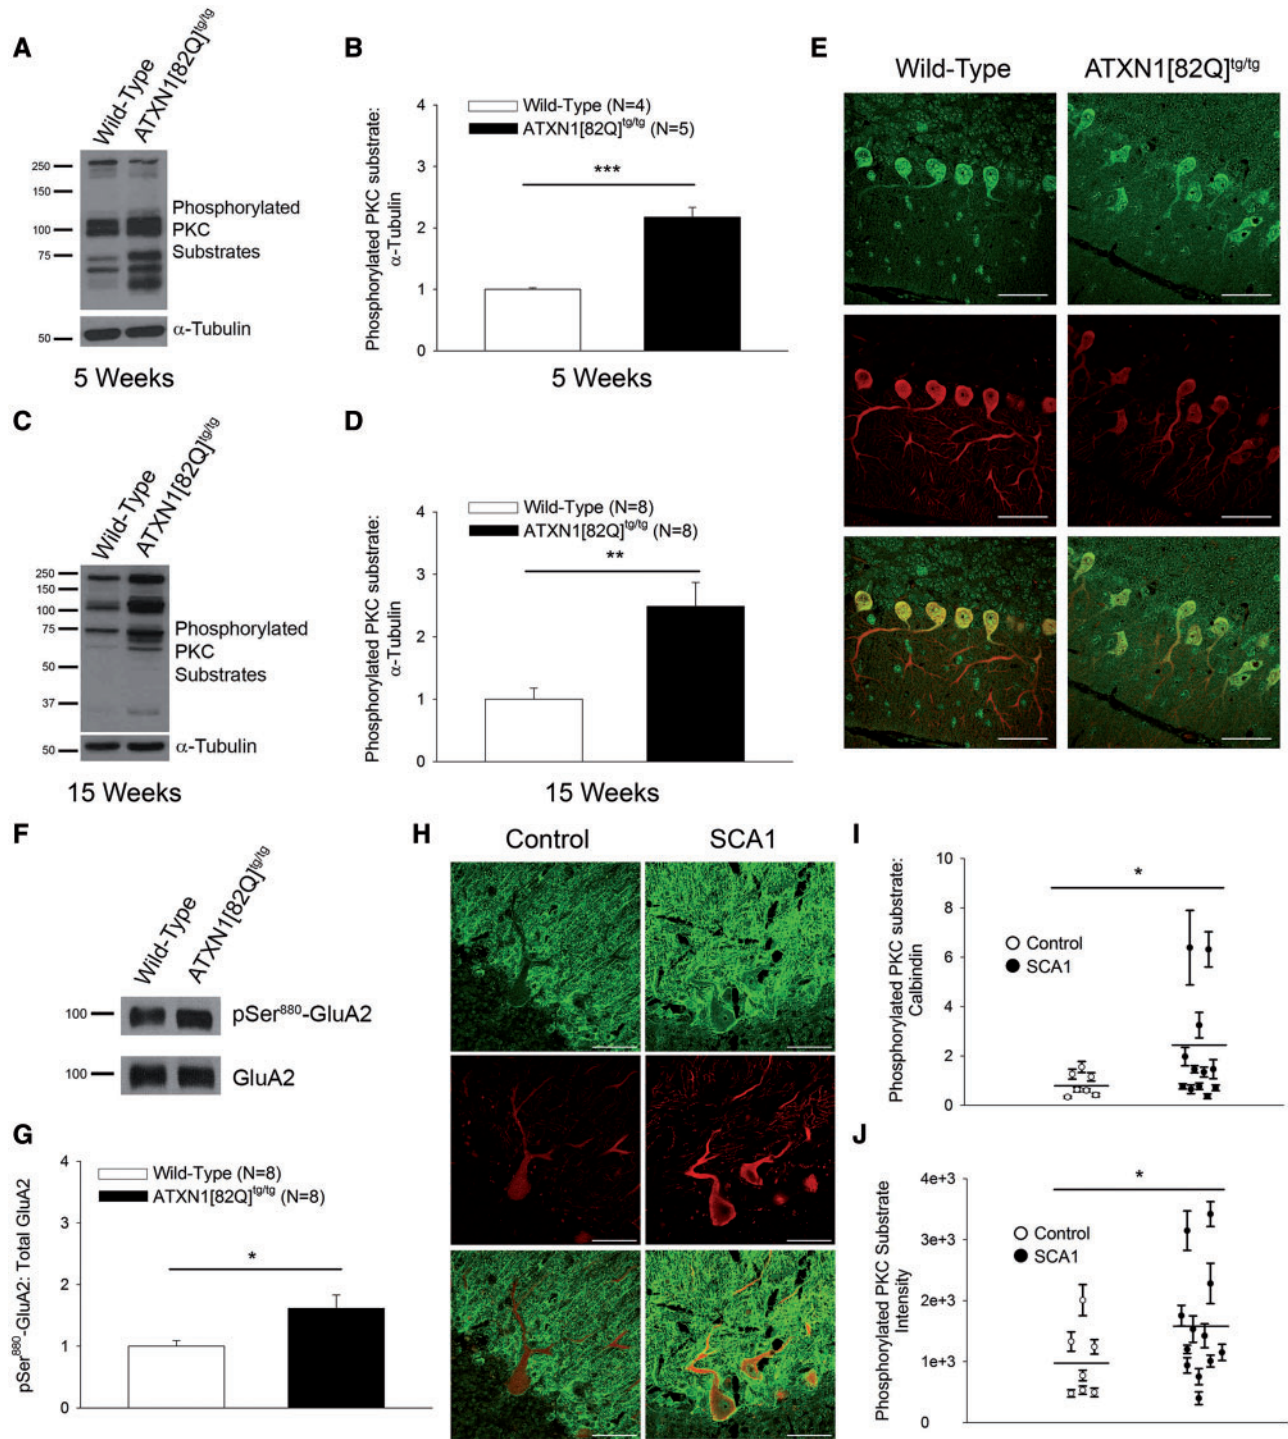 A
Wild-Type
ATXN1[82Q]tg/tg
250
150
100
75
50
Phosphorylated
PKC
Substrates
α-Tubulin
5 Weeks
B
Phosphorylated PKC substrate:
α-Tubulin
4
3
2
1
0
Wild-Type (N=4)
ATXN1[82Q]tg/tg (N=5)
***
5 Weeks
C
Wild-Type
ATXN1[82Q]tg/tg
250
150
100
75
50
37
50
Phosphorylated
PKC
Substrates
α-Tubulin
15 Weeks
D
Phosphorylated PKC substrate:
α-Tubulin
4
3
2
1
0
Wild-Type (N=8)
ATXN1[82Q]tg/tg (N=8)
**
15 Weeks
E
Wild-Type
ATXN1[82Q]tg/tg
F
Wild-Type
ATXN1[82Q]tg/tg
100
pSer880-GluA2
100
GluA2
G
pSer880-GluA2: Total GluA2
4
3
2
1
0
Wild-Type (N=8)
ATXN1[82Q]tg/tg (N=8)
*
H
Control
SCA1
I
Phosphorylated PKC substrate:
Calbindin
10
8
6
4
2
0
Control
SCA1
*
J
Phosphorylated PKC Substrate
Intensity
4e+3
3e+3
2e+3
1e+3
0
Control
SCA1
*